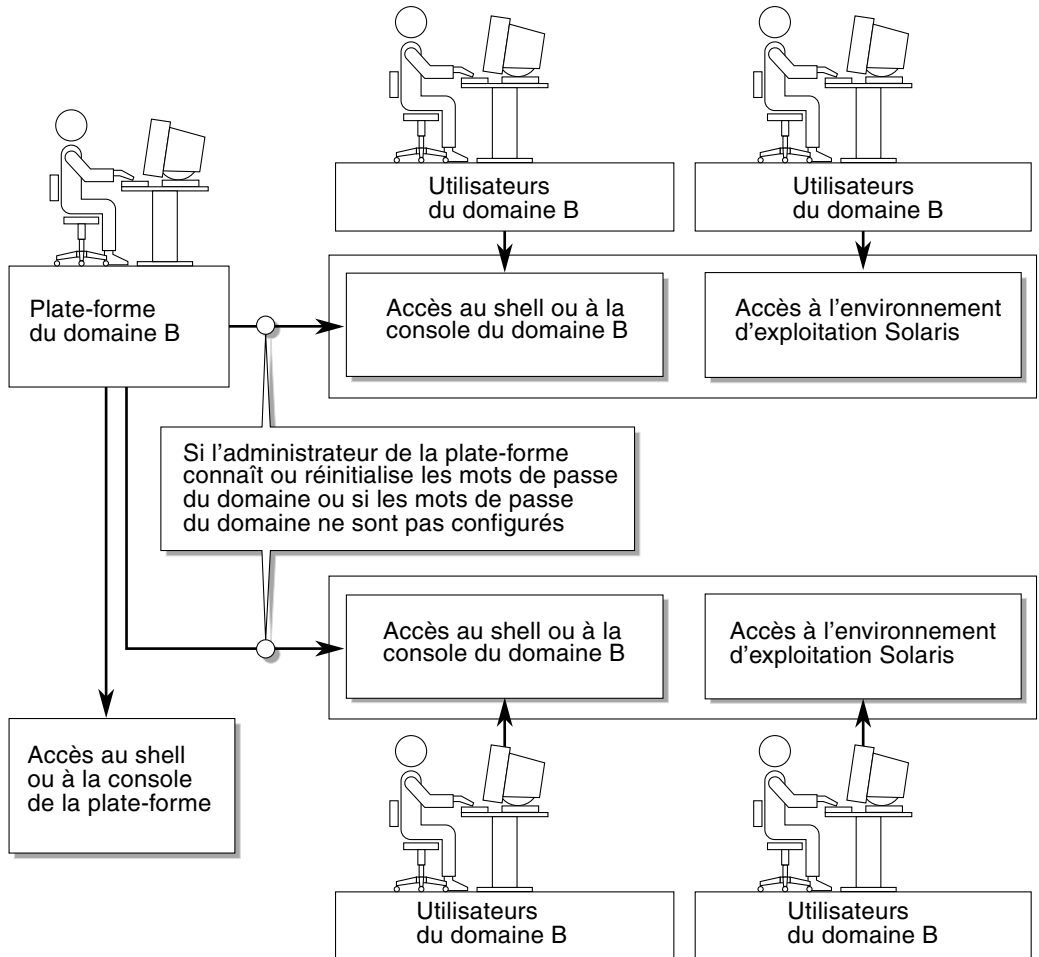 Utilisateurs
du domaine B
Utilisateurs
du domaine B
Plate-forme
du domaine B
Accès au shell ou à la
console du domaine B
Accès à l'environnement
d'exploitation Solaris
Si l'administrateur de la plate-forme
connaît ou réinitialise les mots de passe
du domaine ou si les mots de passe
du domaine ne sont pas configurés
Accès au shell ou à la
console du domaine B
Accès à l'environnement
d'exploitation Solaris
Accès au shell
ou à la console
de la plate-forme
Utilisateurs
du domaine B
Utilisateurs
du domaine B